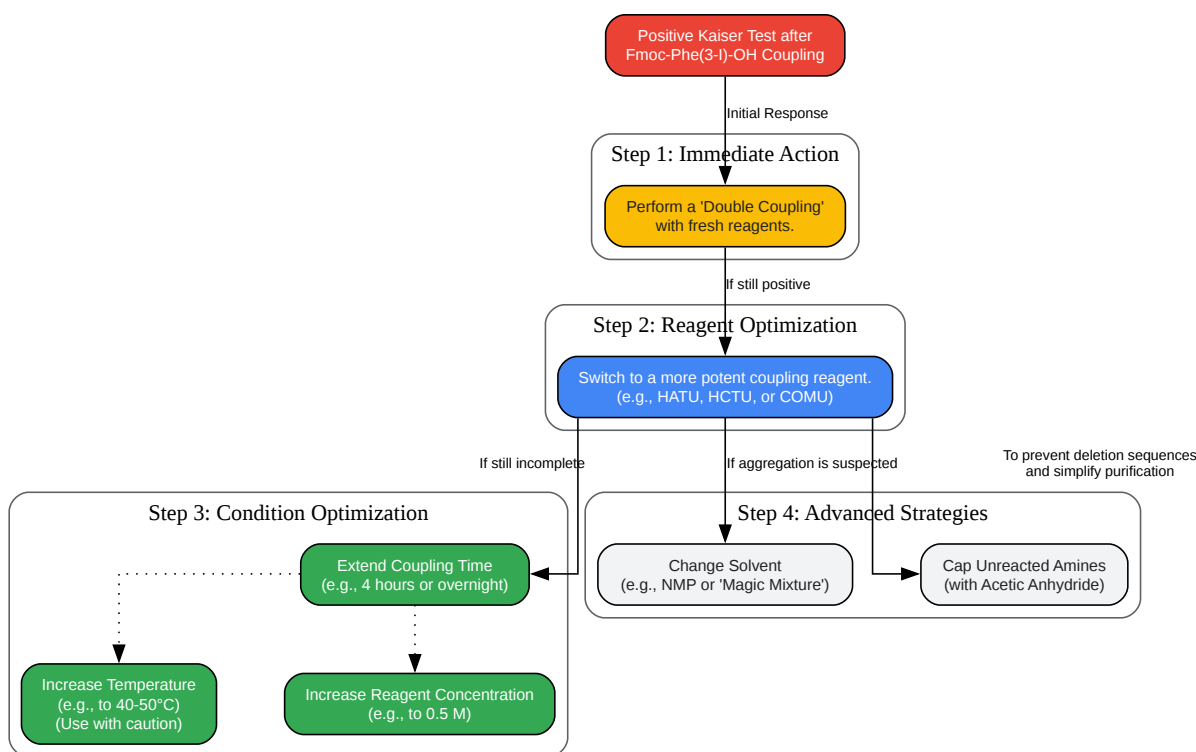 Positive Kaiser Test after
Fmoc-Phe(3-I)-OH Coupling
Initial Response
Step 1: Immediate Action
Perform a 'Double Coupling'
with fresh reagents.
If still positive
Step 2: Reagent Optimization
Switch to a more potent coupling reagent.
(e.g., HATU, HCTU, or COMU)
If still incomplete
If aggregation is suspected
To prevent deletion sequences
and simplify purification
Step 3: Condition Optimization
Extend Coupling Time
(e.g., 4 hours or overnight)
Increase Temperature
(e.g., to 40-50°C)
(Use with caution)
Increase Reagent Concentration
(e.g., to 0.5 M)
Step 4: Advanced Strategies
Change Solvent
(e.g., NMP or 'Magic Mixture')
Cap Unreacted Amines
(with Acetic Anhydride)